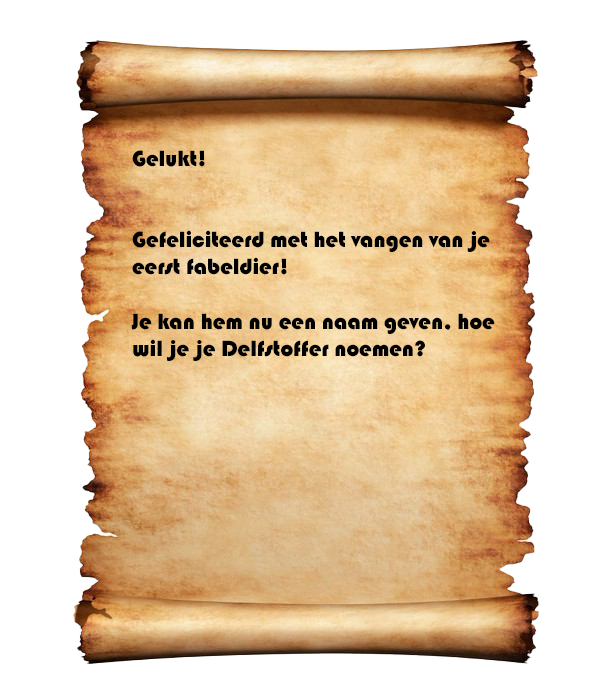 Gelukt!
Gefeliciteerd met het vangen van je
eerst fabeldier!
Je kan hem nu een naam geven, hoe
wil je je Delfstoffer noemen?